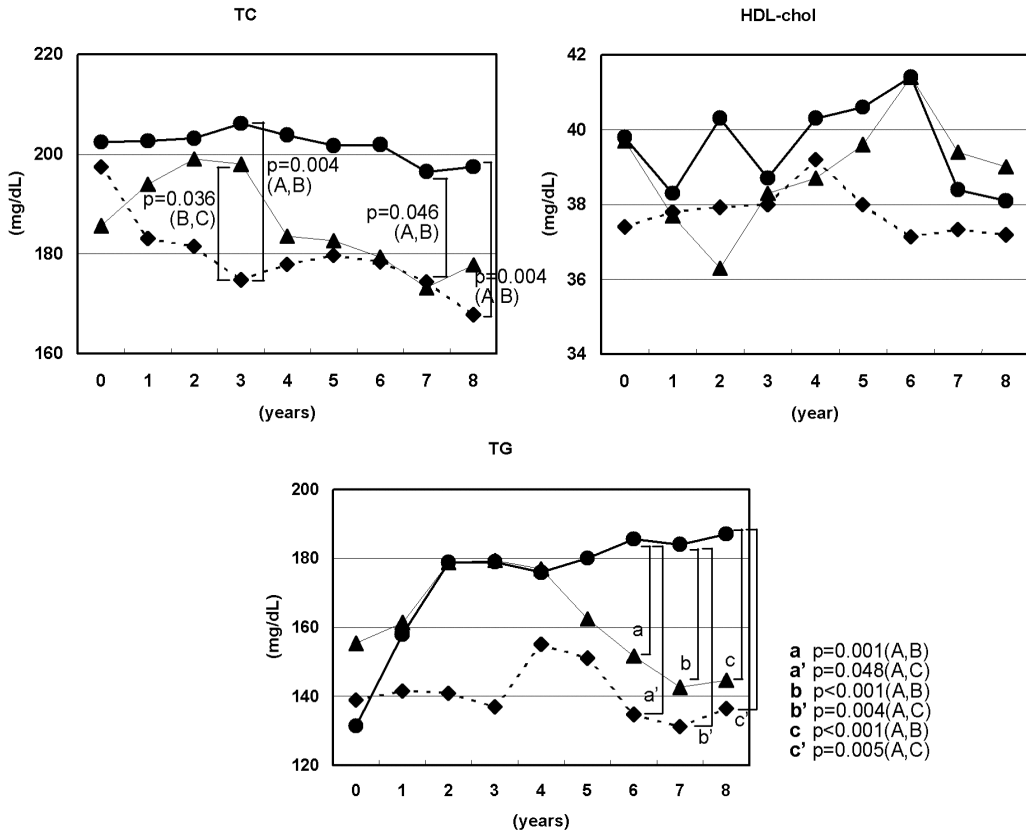 TC
220
200
180
160
(mg/dL)
p=0.036
(B,C)
p=0.004
(A,B)
p=0.046
(A,B)
p=0.004
(A,B)
0 1 2 3 4 5 6 7 8
(years)
HDL-chol
42
40
38
36
34
(mg/dL)
0 1 2 3 4 5 6 7 8
(year)
TG
200
180
160
140
120
(mg/dL)
a
a’
b
b’
c
c’
0 1 2 3 4 5 6 7 8
(years)
a p=0.001(A,B)
a’ p=0.048(A,C)
b p<0.001(A,B)
b’ p=0.004(A,C)
c p<0.001(A,B)
c’ p=0.005(A,C)